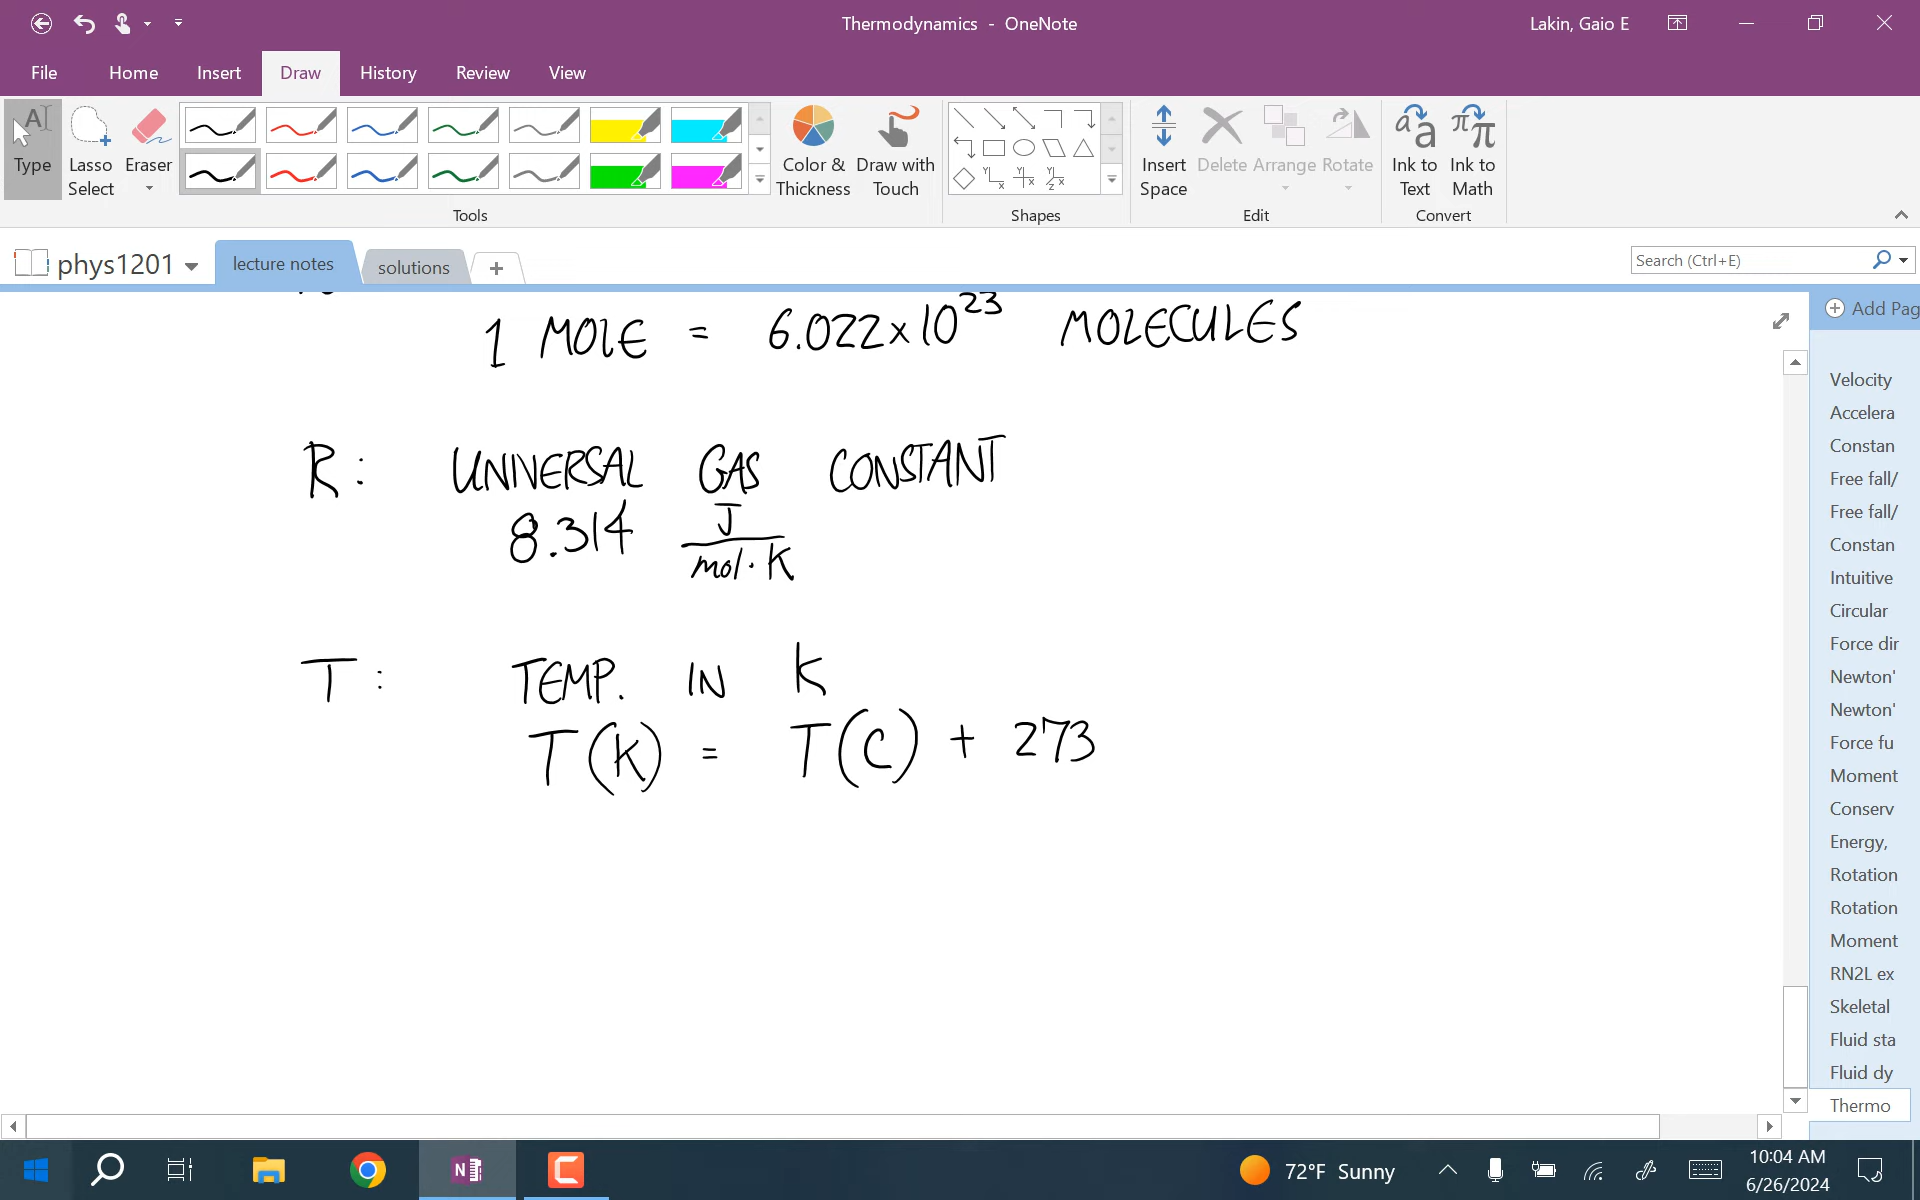 Thermodynamics - OneNote
Lakin, Gaio E
File Home Insert Draw History Review View
Type
Lasso Select
Eraser
Color & Thickness
Draw with Touch
Insert Space
Delete
Arrange
Rotate
Ink to Text
Ink to Math
Tools
Shapes
Edit
Convert
phys1201
lecture notes
solutions
Search (Ctrl+E)
Add Pag
1 MOLE = 6.022x10^23 MOLECULES
R: UNIVERSAL GAS CONSTANT
8.314 J/mol·K
T: TEMP. IN K
T(K) = T(C) + 273
Velocity
Accelera
Constan
Free fall/
Free fall/
Constan
Intuitive
Circular
Force dir
Newton'
Newton'
Force fu
Moment
Conserv
Energy,
Rotation
Rotation
Moment
RN2L ex
Skeletal
Fluid sta
Fluid dy
Thermo
72°F Sunny
10:04 AM
6/26/2024